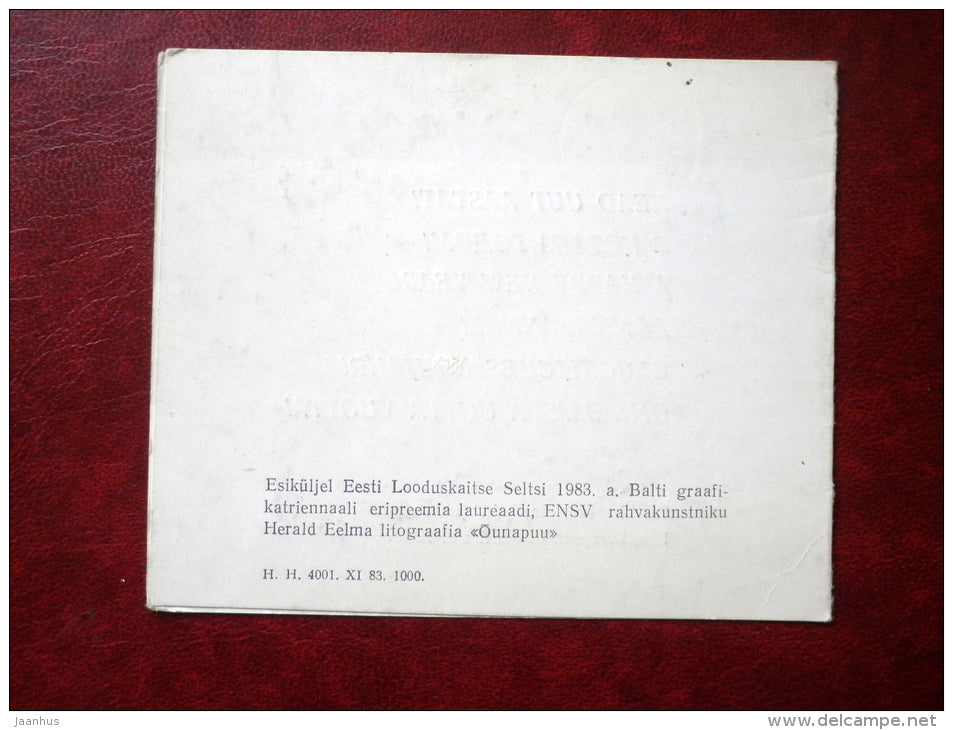 Esiküljel Eesti Looduskaitse Seltsi 1983. a. Balti graafi-
katriennaali eripreemia laureaadi, ENSV rahvakunstniku
Herald Eelma litograafia «Õunapuu»
H. H. 4001. XI 83. 1000.
jaanhus
www.delcampe.net